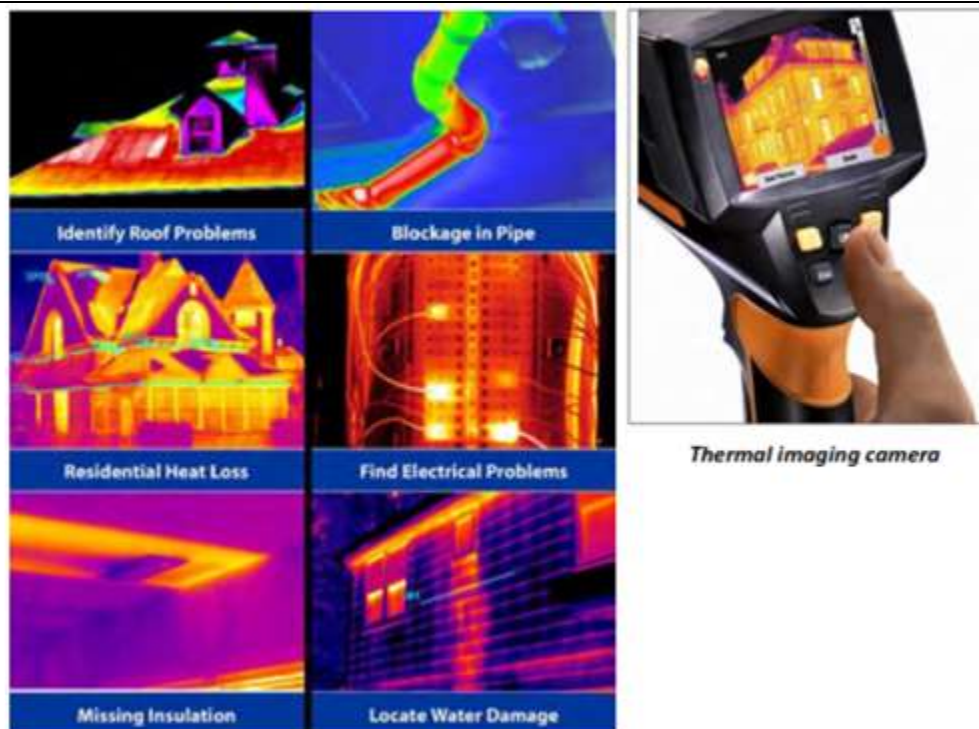 Identify Roof Problems
Blockage in Pipe
Residential Heat Loss
Find Electrical Problems
Thermal imaging camera
Missing Insulation
Locate Water Damage